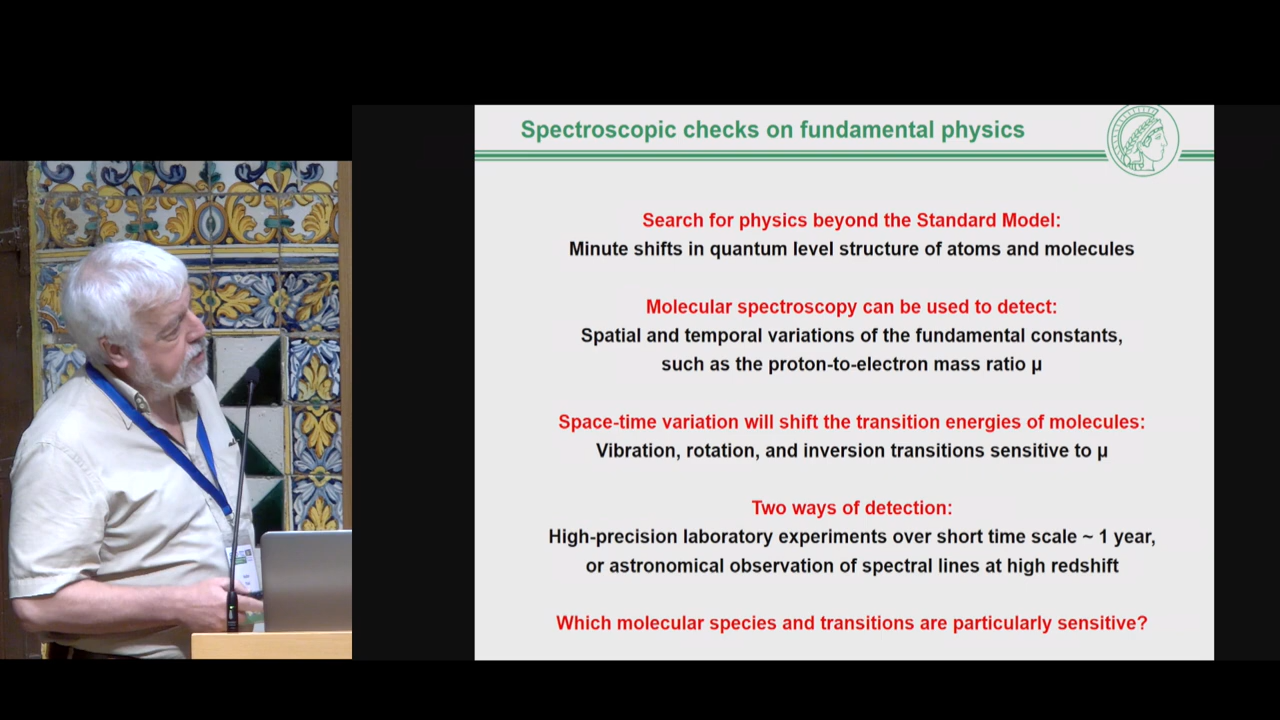 Spectroscopic checks on fundamental physics
Search for physics beyond the Standard Model:
Minute shifts in quantum level structure of atoms and molecules
Molecular spectroscopy can be used to detect:
Spatial and temporal variations of the fundamental constants,
such as the proton-to-electron mass ratio μ
Space-time variation will shift the transition energies of molecules:
Vibration, rotation, and inversion transitions sensitive to μ
Two ways of detection:
High-precision laboratory experiments over short time scale ~ 1 year,
or astronomical observation of spectral lines at high redshift
Which molecular species and transitions are particularly sensitive?